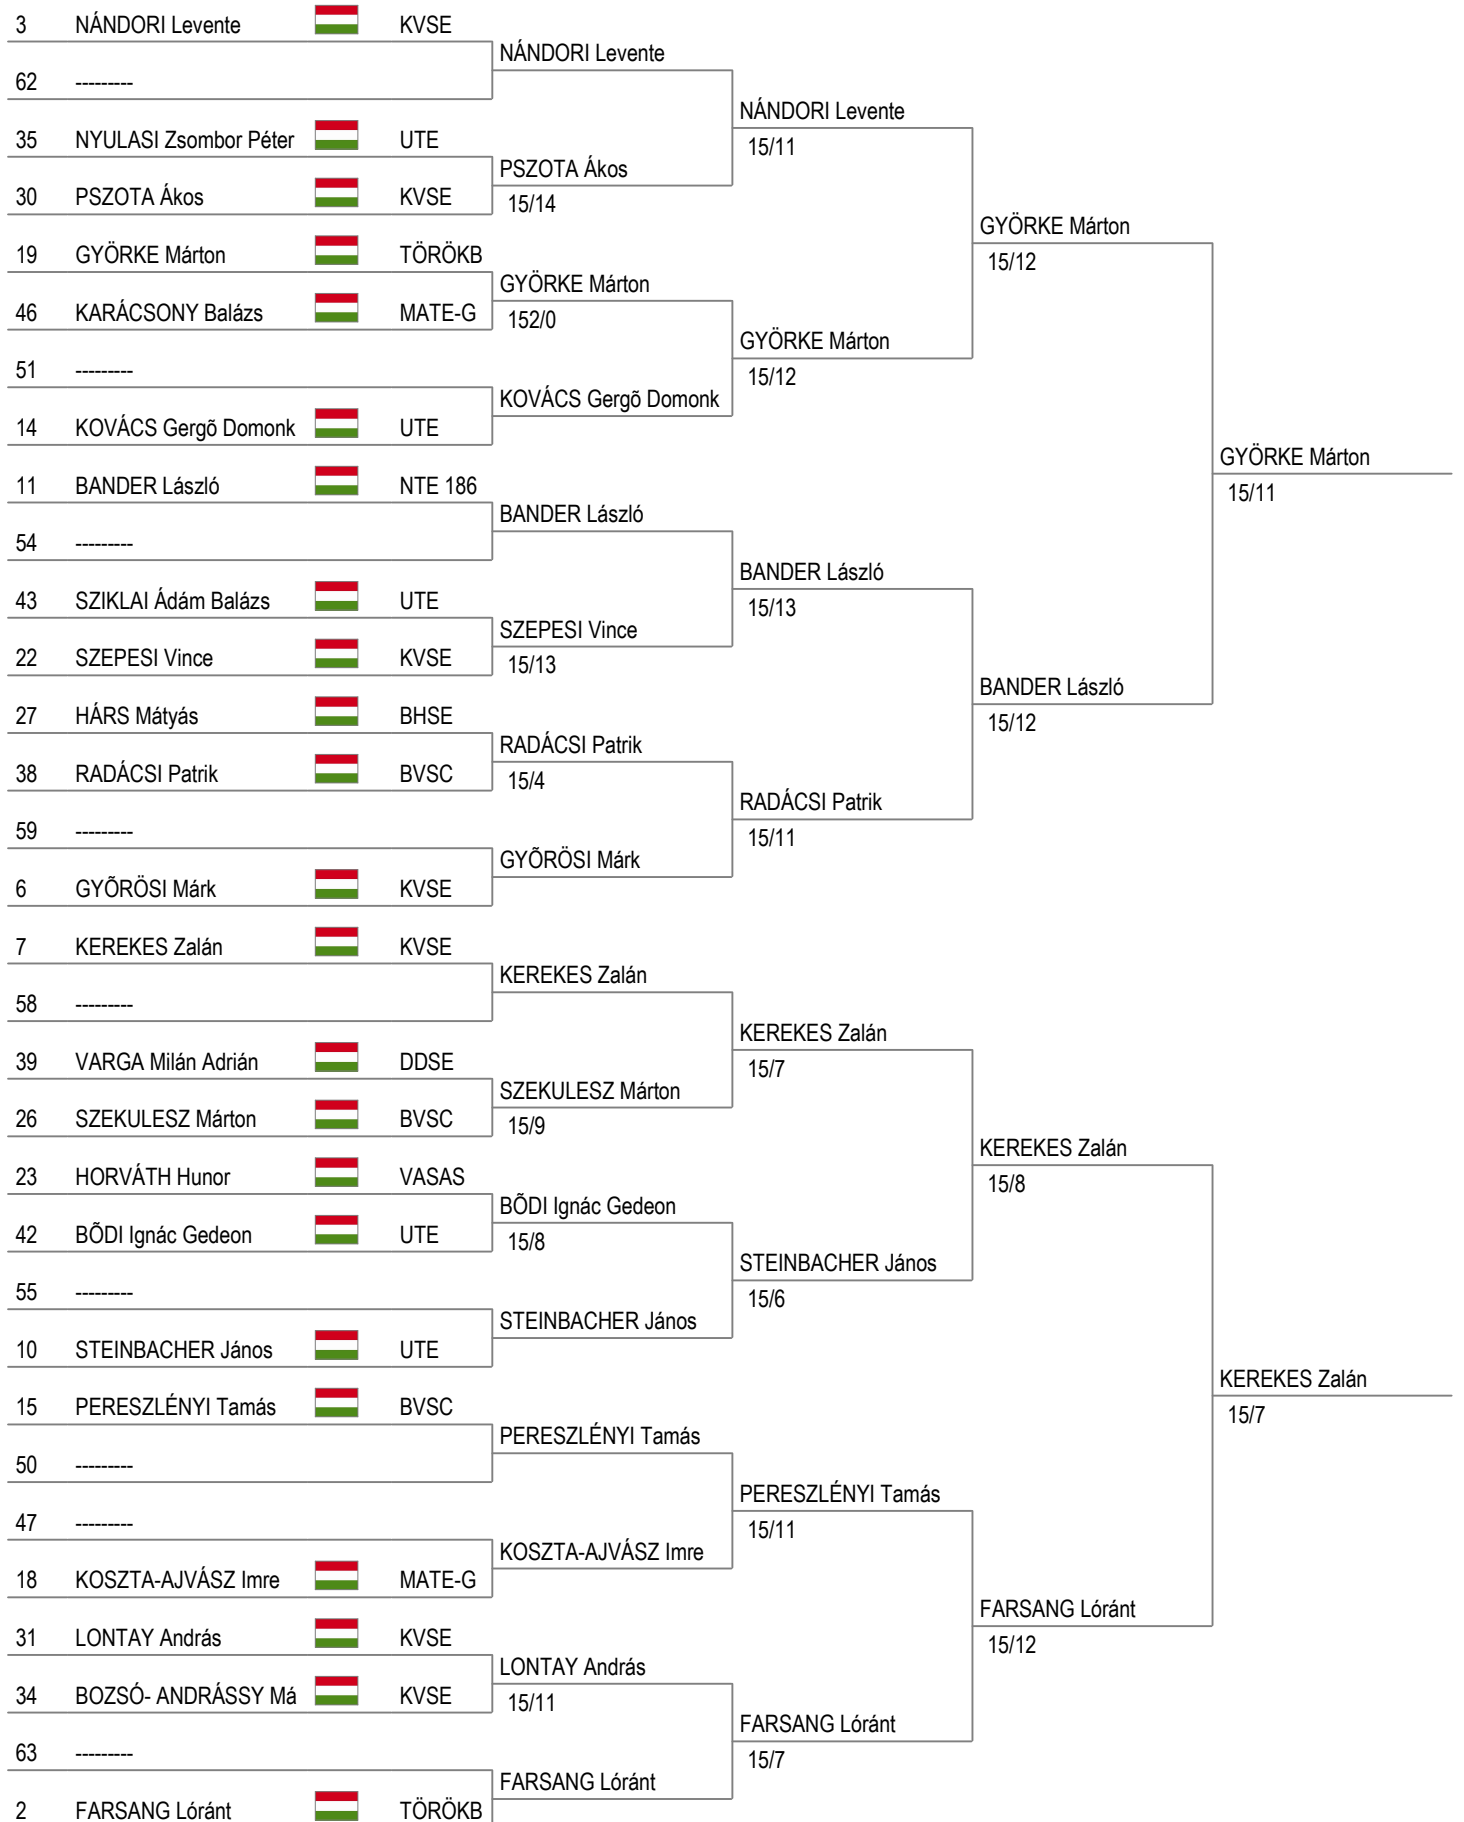 3 NÁNDORI Levente KVSE
NÁNDORI Levente
62 ---------
NÁNDORI Levente
15/11
35 NYULASI Zsombor Péter UTE
PSZOTA Ákos
15/14
30 PSZOTA Ákos KVSE
GYÖRKE Márton
15/12
19 GYÖRKE Márton TÖRÖKB
GYÖRKE Márton
152/0
46 KARÁCSONY Balázs MATE-G
GYÖRKE Márton
15/12
51 ---------
KOVÁCS Gergõ Domonk
14 KOVÁCS Gergõ Domonk UTE
GYÖRKE Márton
15/11
11 BANDER László NTE 186
BANDER László
54 ---------
BANDER László
15/13
43 SZIKLAI Ádám Balázs UTE
SZEPESI Vince
15/13
22 SZEPESI Vince KVSE
BANDER László
15/12
27 HÁRS Mátyás BHSE
RADÁCSI Patrik
15/4
38 RADÁCSI Patrik BVSC
RADÁCSI Patrik
15/11
59 ---------
GYÕRÖSI Márk
6 GYÕRÖSI Márk KVSE
7 KEREKES Zalán KVSE
KEREKES Zalán
58 ---------
KEREKES Zalán
15/7
39 VARGA Milán Adrián DDSE
SZEKULESZ Márton
15/9
26 SZEKULESZ Márton BVSC
KEREKES Zalán
15/8
23 HORVÁTH Hunor VASAS
BÕDI Ignác Gedeon
15/8
42 BÕDI Ignác Gedeon UTE
STEINBACHER János
15/6
55 ---------
STEINBACHER János
10 STEINBACHER János UTE
KEREKES Zalán
15/7
15 PERESZLÉNYI Tamás BVSC
PERESZLÉNYI Tamás
50 ---------
PERESZLÉNYI Tamás
15/11
47 ---------
KOSZTA-AJVÁSZ Imre
18 KOSZTA-AJVÁSZ Imre MATE-G
FARSANG Lóránt
15/12
31 LONTAY András KVSE
LONTAY András
15/11
34 BOZSÓ- ANDRÁSSY Má KVSE
FARSANG Lóránt
15/7
63 ---------
FARSANG Lóránt
2 FARSANG Lóránt TÖRÖKB